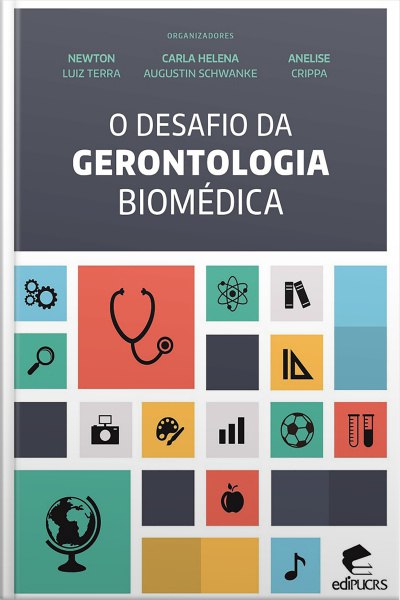 ORGANIZADORES
NEWTON
LUIZ TERRA
CARLA HELENA
AUGUSTIN SCHWANKE
ANELISE
CRIPPA
O DESAFIO DA
GERONTOLOGIA
BIOMÉDICA
ediPUCRS